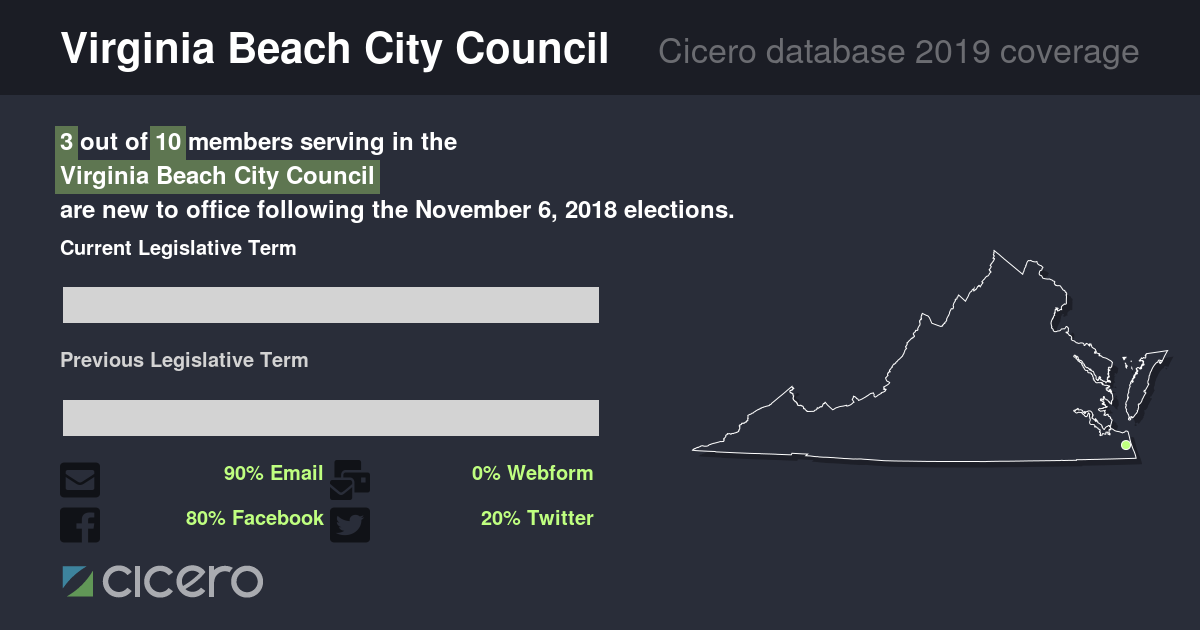 Virginia Beach City Council
Cicero database 2019 coverage
3 out of 10 members serving in the
Virginia Beach City Council
are new to office following the November 6, 2018 elections.
Current Legislative Term
Previous Legislative Term
90% Email
0% Webform
80% Facebook
20% Twitter
cicero